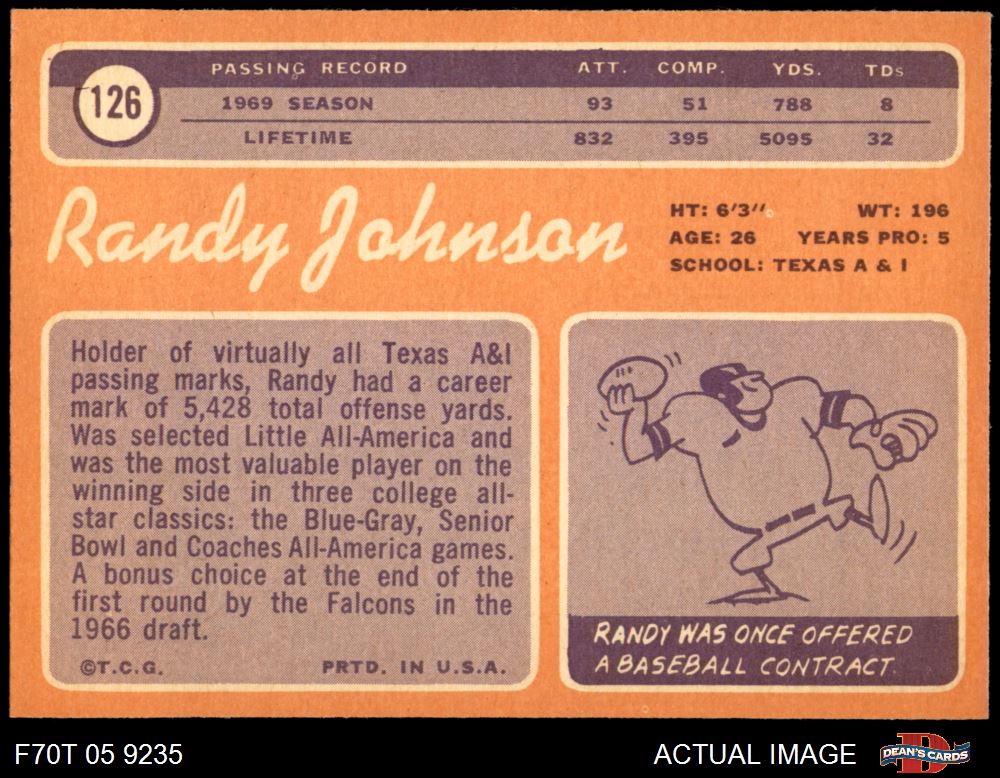 126
PASSING RECORD ATT. COMP. YDS. TDs
1969 SEASON 93 51 788 8
LIFETIME 832 395 5095 32
Randy Johnson
HT: 6'3" WT: 196
AGE: 26 YEARS PRO: 5
SCHOOL: TEXAS A & I
Holder of virtually all Texas A&I
passing marks, Randy had a career
mark of 5,428 total offense yards.
Was selected Little All-America and
was the most valuable player on the
winning side in three college all-
star classics: the Blue-Gray, Senior
Bowl and Coaches All-America games.
A bonus choice at the end of the
first round by the Falcons in the
1966 draft.
©T.C.G. PRTD. IN U.S.A.
RANDY WAS ONCE OFFERED
A BASEBALL CONTRACT.
F70T 05 9235 ACTUAL IMAGE DEAN'S CARDS